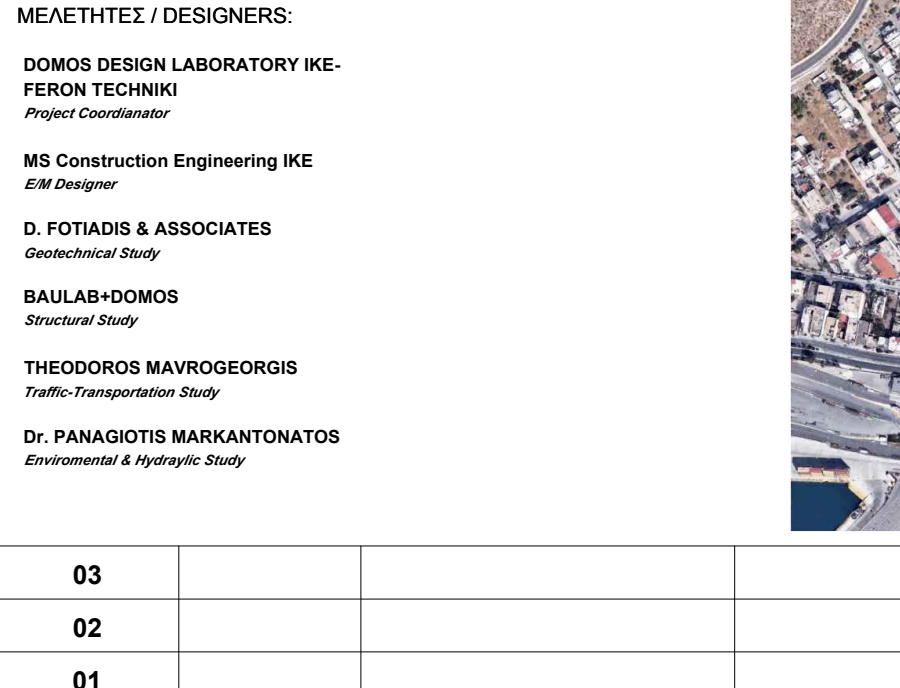 ΜΕΛΕΤΗΤΕΣ / DESIGNERS:
DOMOS DESIGN LABORATORY IKE-
FERON TECHNIKI
Project Coordianator
MS Construction Engineering IKE
E/M Designer
D. FOTIADIS & ASSOCIATES
Geotechnical Study
BAULAB+DOMOS
Structural Study
THEODOROS MAVROGEORGIS
Traffic-Transportation Study
Dr. PANAGIOTIS MARKANTONATOS
Enviromental & Hydraylic Study
03
02
01